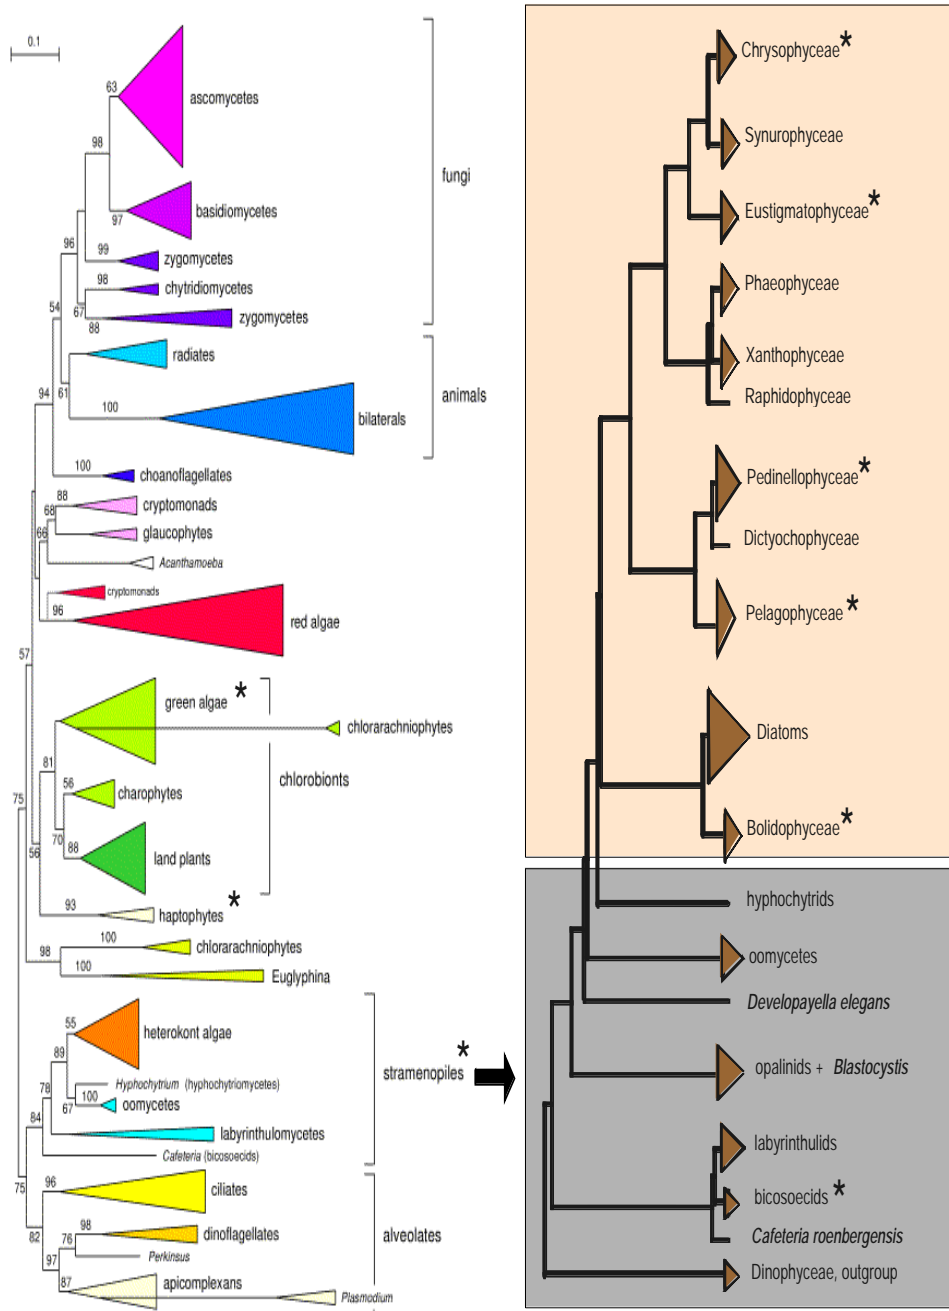 0.1
63
ascomycetes
98
fungi
97
basidiomycetes
96
99
zygomycetes
98
chytridiomycetes
54
67
88
zygomycetes
radiates
animals
94
61
100
bilaterals
100
choanoflagellates
88
cryptomonads
68
66
glaucophytes
Acanthamoeba
cryptomonads
96
red algae
57
green algae *
chlorarachniophytes
81
chlorobionts
56
charophytes
75
70
88
land plants
56
93
haptophytes *
100
chlorarachniophytes
98
100
Euglyphina
55
heterokont algae
89
stramenopiles *
78
Hyphochytrium (hyphochytriomycetes)
100
67
oomycetes
84
labyrinthulomycetes
Cafeteria (bicosoecids)
75
96
ciliates
82
98
dinoflagellates
alveolates
76
Perkinsus
97
87
apicomplexans
Plasmodium
Chrysophyceae *
Synurophyceae
Eustigmatophyceae *
Phaeophyceae
Xanthophyceae
Raphidophyceae
Pedinellophyceae *
Dictyochophyceae
Pelagophyceae *
Diatoms
Bolidophyceae *
hyphochytrids
oomycetes
Developayella elegans
opalinids + Blastocystis
labyrinthulids
bicosoecids *
Cafeteria roenbergensis
Dinophyceae, outgroup